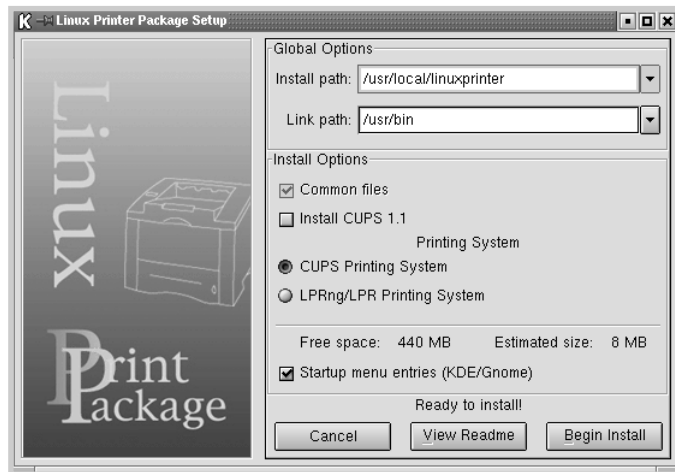 Linux Printer Package Setup
Linux
Print
Package
Global Options
Install path: /usr/local/linuxprinter
Link path: /usr/bin
Install Options
Common files
Install CUPS 1.1
Printing System
CUPS Printing System
LPRng/LPR Printing System
Free space: 440 MB Estimated size: 8 MB
Startup menu entries (KDE/Gnome)
Ready to install!
Cancel View Readme Begin Install